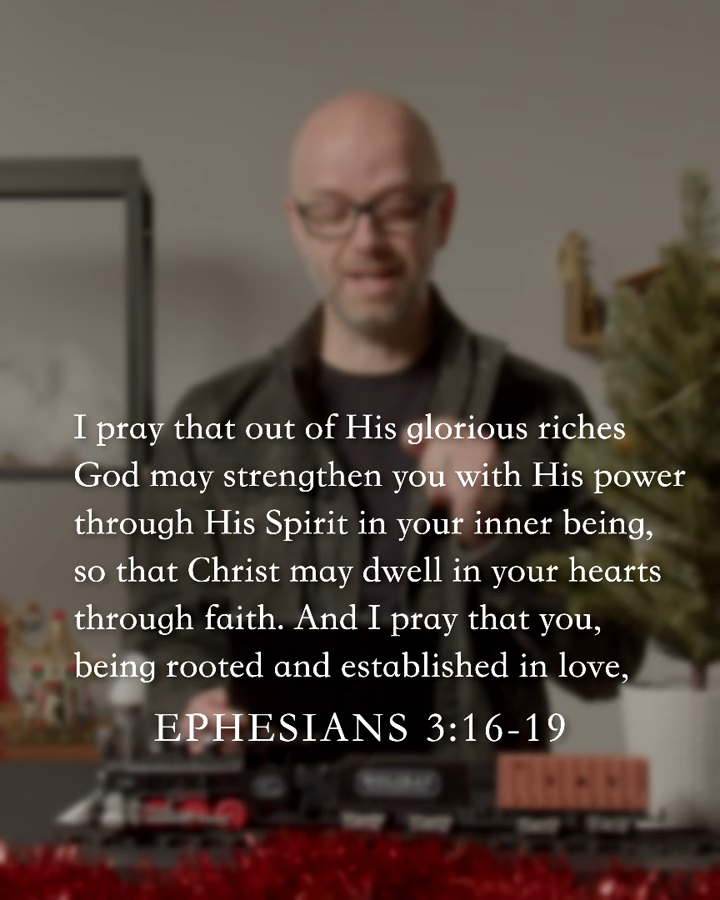 I pray that out of His glorious riches
God may strengthen you with His power
through His Spirit in your inner being,
so that Christ may dwell in your hearts
through faith. And I pray that you,
being rooted and established in love,
EPHESIANS 3:16-19